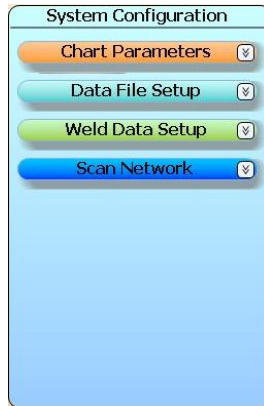 System Configuration
Chart Parameters
Data File Setup
Weld Data Setup
Scan Network